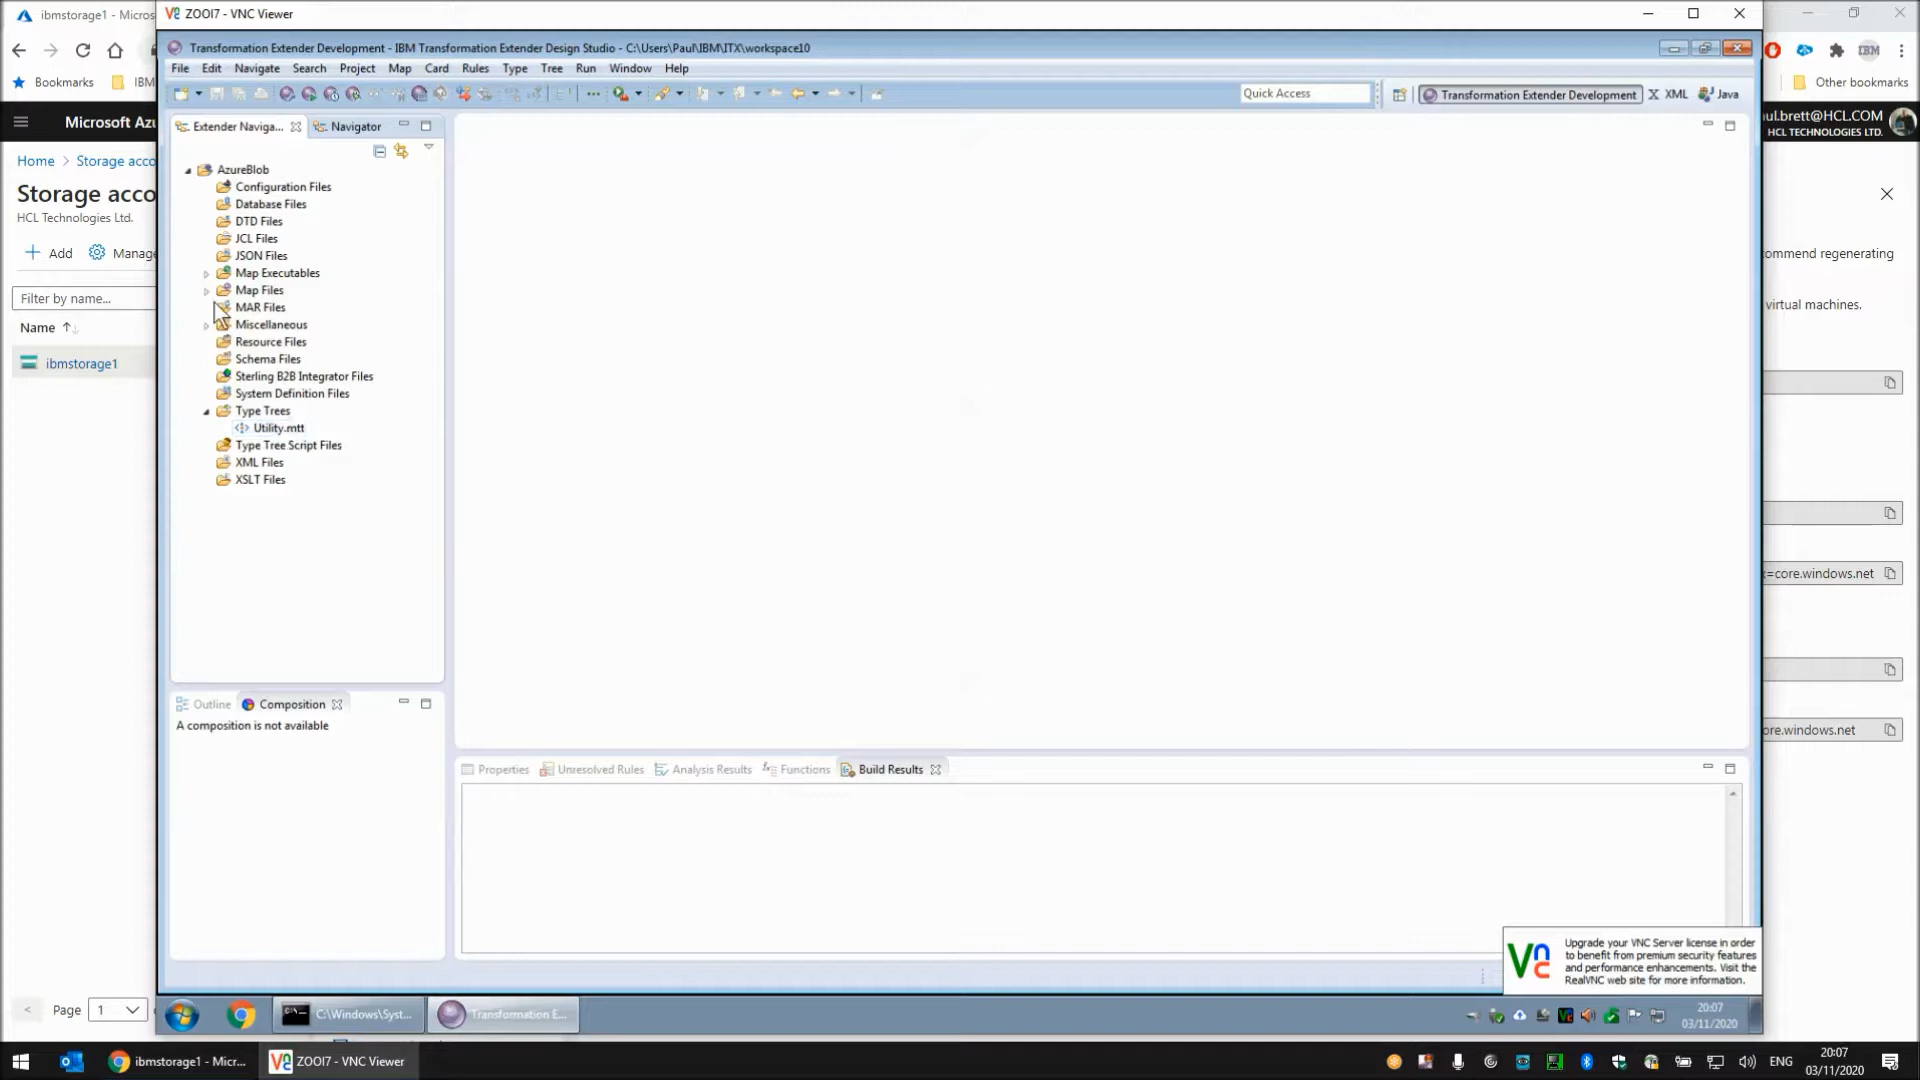 ibmstorage1 - Micros
ZOOI7 - VNC Viewer
Transformation Extender Development - IBM Transformation Extender Design Studio - C:\Users\Paul\IBM\ITX\workspace10
File Edit Navigate Search Project Map Card Rules Type Tree Run Window Help
IBM
Bookmarks
IBM
Other bookmarks
Quick Access
Transformation Extender Development
XML
Java
Microsoft Azu
ul.brett@HCL.COM
HCL TECHNOLOGIES LTD.
Extender Naviga...
Navigator
Home > Storage acco
Storage acco
HCL Technologies Ltd.
Add
Manage
Filter by name...
Name
ibmstorage1
AzureBlob
Configuration Files
Database Files
DTD Files
JCL Files
JSON Files
Map Executables
Map Files
MAR Files
Miscellaneous
Resource Files
Schema Files
Sterling B2B Integrator Files
System Definition Files
Type Trees
Utility.mtt
Type Tree Script Files
XML Files
XSLT Files
ommend regenerating
virtual machines.
=core.windows.net
ore.windows.net
Outline
Composition
A composition is not available
Properties
Unresolved Rules
Analysis Results
Functions
Build Results
Upgrade your VNC Server license in order
to benefit from premium security features
and performance enhancements. Visit the
RealVNC web site for more information.
Page 1
C:\Windows\Syst...
Transformation E...
20:07
03/11/2020
ibmstorage1 - Micr...
ZOOI7 - VNC Viewer
ENG
20:07
03/11/2020